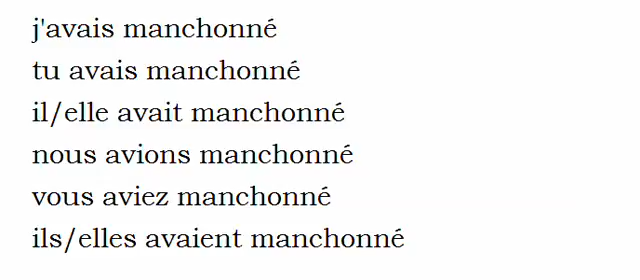 j'avais manchonné
tu avais manchonné
il/elle avait manchonné
nous avions manchonné
vous aviez manchonné
ils/elles avaient manchonné